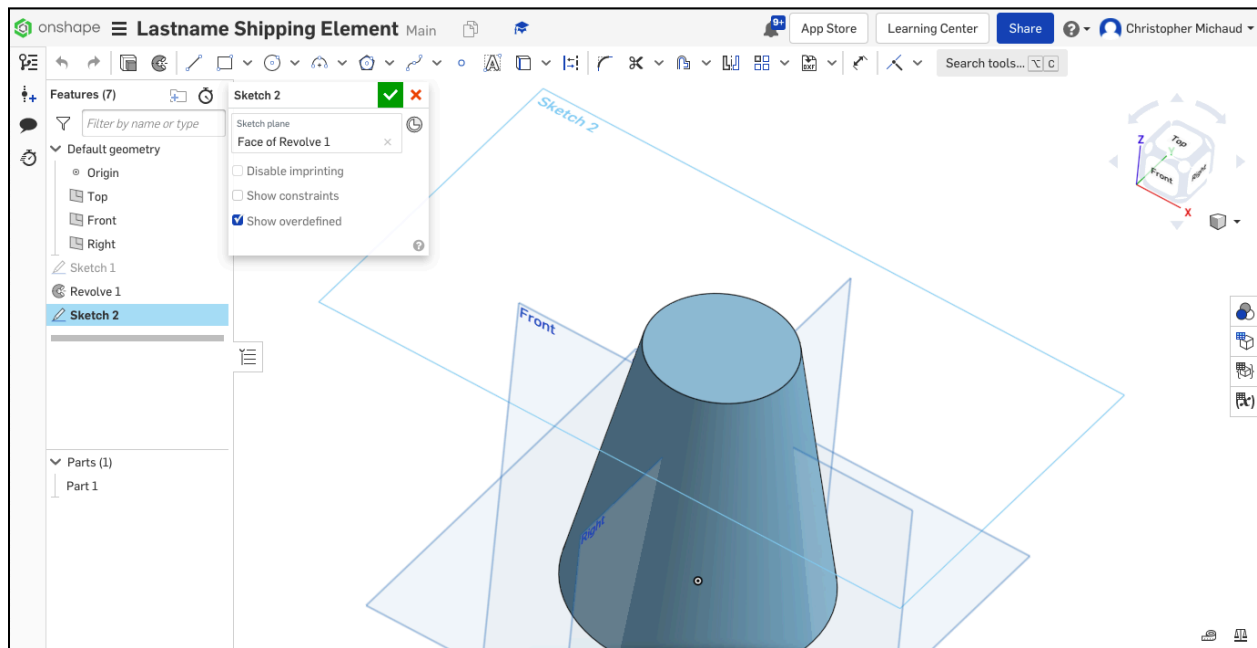 onshape Lastname Shipping Element Main 9+ App Store Learning Center Share Christopher Michaud
Search tools... ⌥ C
Features (7)
Filter by name or type
Default geometry
Origin
Top
Front
Right
Sketch 1
Revolve 1
Sketch 2
Parts (1)
Part 1
Sketch 2
Sketch plane
Face of Revolve 1
Disable imprinting
Show constraints
Show overdefined
Sketch 2
Front
Right
Z
Y
X
Top
Front
Right